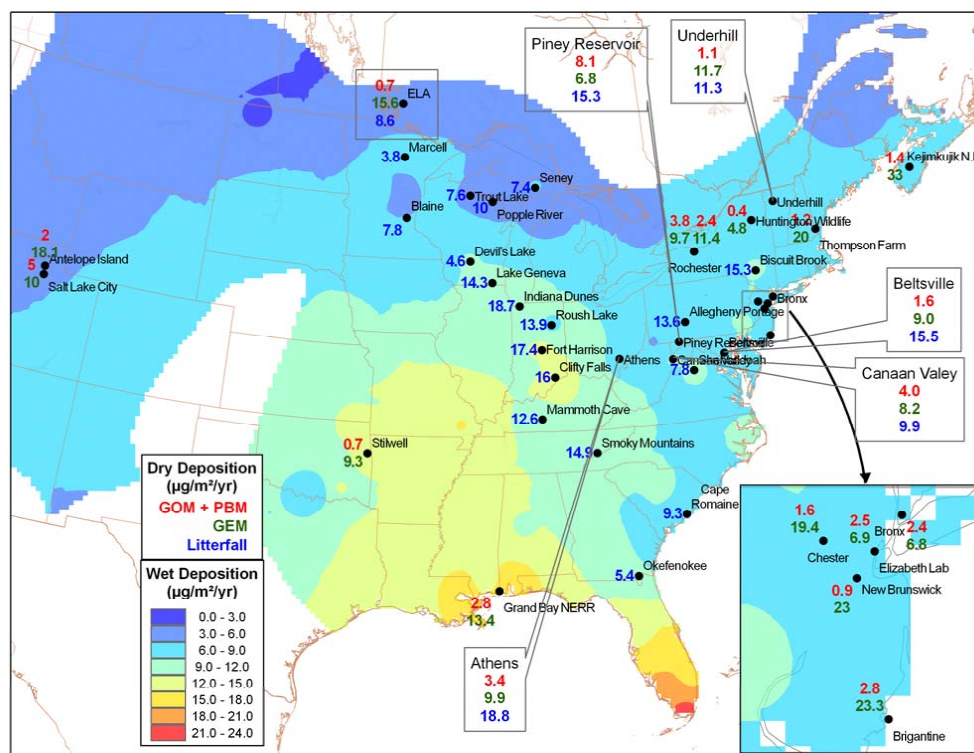 Piney Reservoir
8.1
6.8
15.3
Underhill
1.1
11.7
11.3
0.7
ELA
15.6
8.6
3.8
Marcell
7.4
Seney
7.6
Trout Lake
10
Popple River
Blaine
7.8
1.4
Kejimkujik N.
33
Underhill
3.8 2.4
9.7 11.4
Rochester
0.4
4.8
Huntington Wildlife
20
Thompson Farm
2
18.1
5
Antelope Island
10
Salt Lake City
4.6
Devil's Lake
14.3
Lake Geneva
18.7
Indiana Dunes
13.9
Roush Lake
15.3
Biscuit Brook
Bronx
13.6
Allegheny Portage
17.4
Fort Harrison
Athens
Piney Reservoir
Beltsville
7.8
16
Clifty Falls
12.6
Mammoth Cave
14.9
Smoky Mountains
Beltsville
1.6
9.0
15.5
Canaan Valey
4.0
8.2
9.9
0.7
Stilwell
9.3
Cape
Romaine
9.3
5.4
Okefenokee
2.8
Grand Bay NERR
13.4
Athens
3.4
9.9
18.8
Dry Deposition
(µg/m²/yr)
GOM + PBM
GEM
Litterfall
Wet Deposition
(µg/m²/yr)
0.0 - 3.0
3.0 - 6.0
6.0 - 9.0
9.0 - 12.0
12.0 - 15.0
15.0 - 18.0
18.0 - 21.0
21.0 - 24.0
1.6
19.4
Chester
2.5
6.9
Bronx
2.4
6.8
Elizabeth Lab
New Brunswick
0.9
23
2.8
23.3
Brigantine